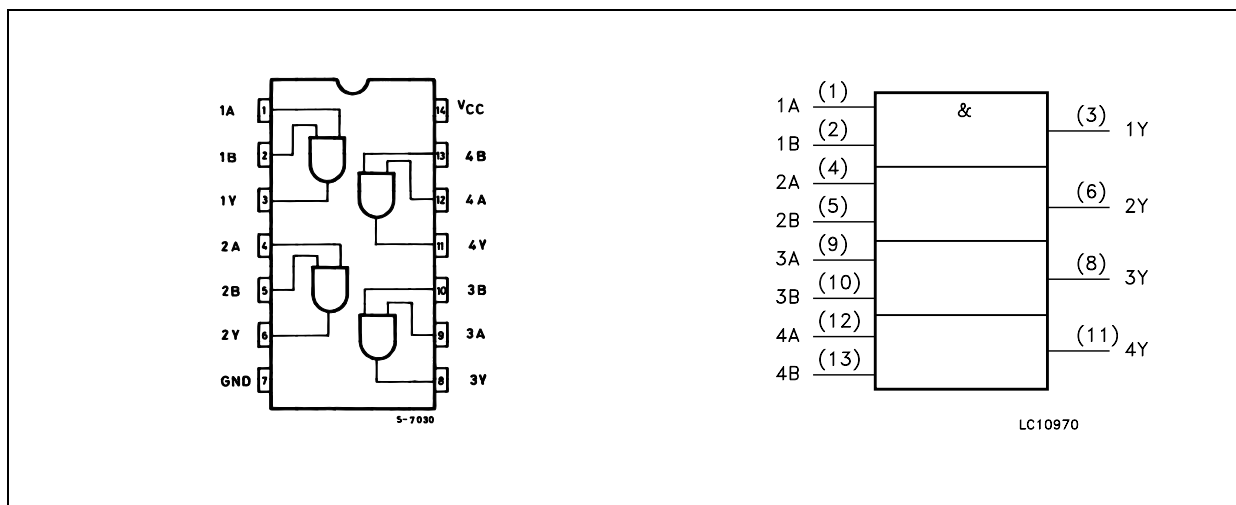 1A 1 14 VCC
1B 2 13 4B
1Y 3 12 4A
2A 4 11 4Y
2B 5 10 3B
2Y 6 9 3A
GND 7 8 3Y
S-7030
1A (1) & (3) 1Y
1B (2)
2A (4) (6) 2Y
2B (5)
3A (9) (8) 3Y
3B (10)
4A (12) (11) 4Y
4B (13)
LC10970